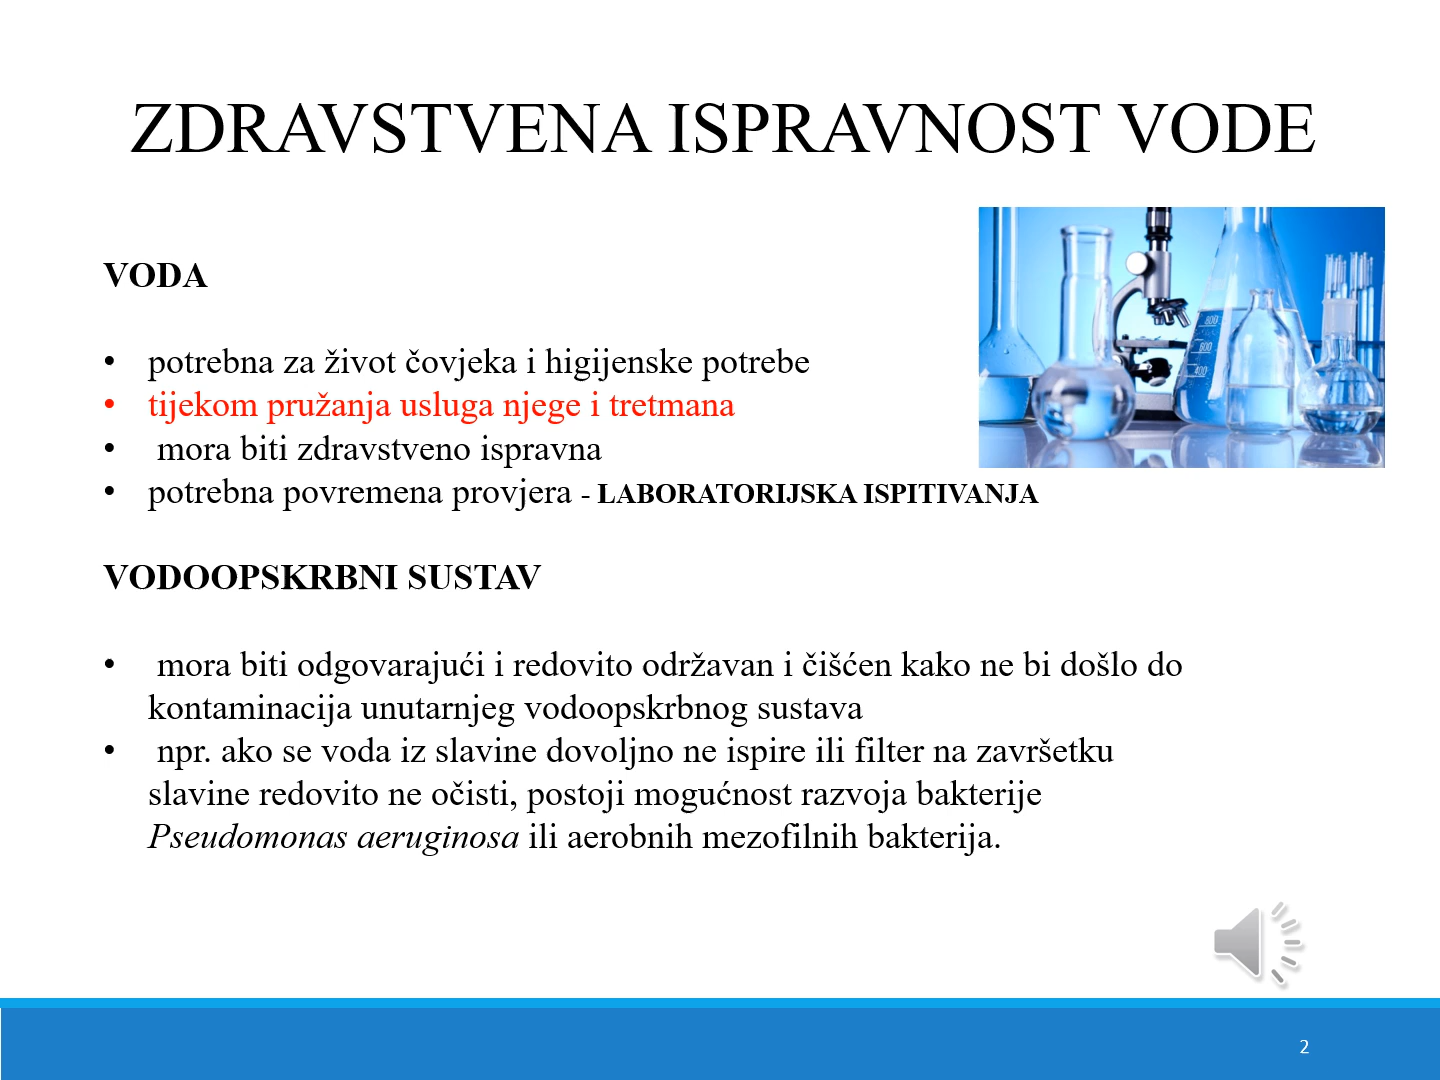 ZDRAVSTVENA ISPRAVNOST VODE
VODA
• potrebna za život čovjeka i higijenske potrebe
• tijekom pružanja usluga njege i tretmana
• mora biti zdravstveno ispravna
• potrebna povremena provjera - LABORATORIJSKA ISPITIVANJA
VODOOPSKRBNI SUSTAV
• mora biti odgovarajući i redovito održavan i čišćen kako ne bi došlo do
kontaminacija unutarnjeg vodoopskrbnog sustava
• npr. ako se voda iz slavine dovoljno ne ispire ili filter na završetku
slavine redovito ne očisti, postoji mogućnost razvoja bakterije
Pseudomonas aeruginosa ili aerobnih mezofilnih bakterija.
800
600
400
2